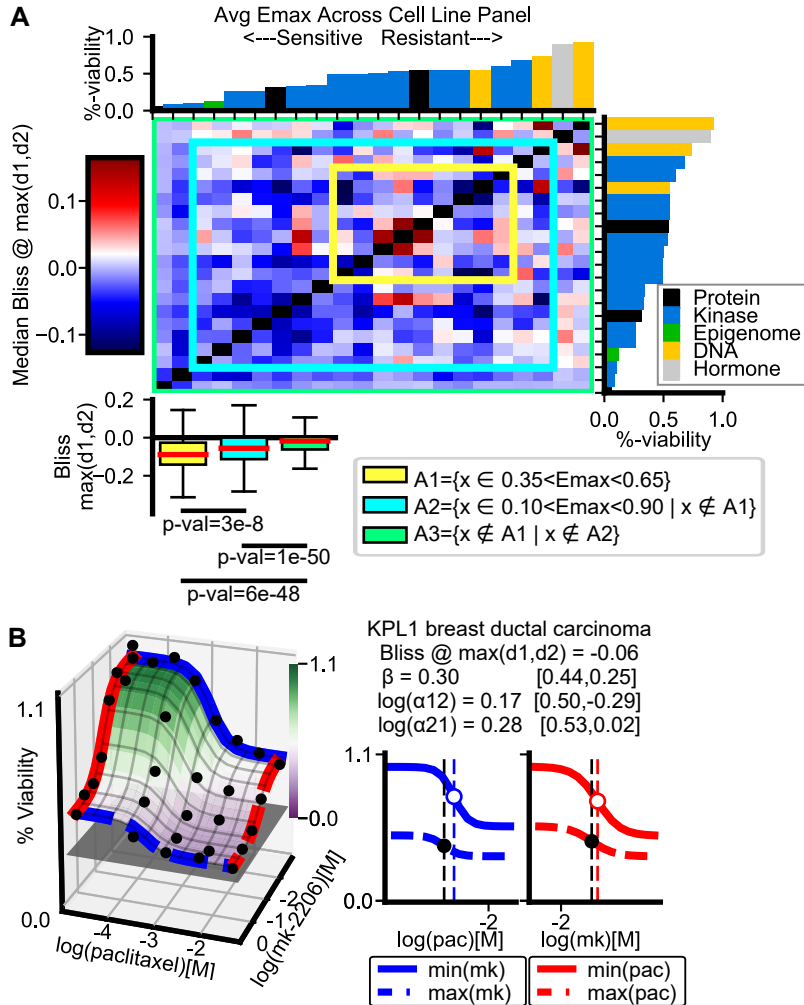 A
Avg Emax Across Cell Line Panel
<---Sensitive Resistant--->
%-viability
1.0
0.5
0.0
Median Bliss @ max(d1,d2)
0.1
0.0
−0.1
Protein
Kinase
Epigenome
DNA
Hormone
0.0 0.5 1.0
%-viability
Bliss
max(d1,d2)
0.2
0.0
−0.2
p-val=3e-8
p-val=1e-50
p-val=6e-48
A1={x ∈ 0.35<Emax<0.65}
A2={x ∈ 0.10<Emax<0.90 | x ∉ A1}
A3={x ∉ A1 | x ∉ A2}
B
1.1
% Viability
0.0
-4 -3 -2
log(paclitaxel)[M]
0 -1 -2
log(mk-2206)[M]
1.1
-0.0
KPL1 breast ductal carcinoma
Bliss @ max(d1,d2) = -0.06
β = 0.30 [0.44,0.25]
log(α12) = 0.17 [0.50,-0.29]
log(α21) = 0.28 [0.53,0.02]
1.1
0.0
-2
log(pac)[M]
-2
log(mk)[M]
min(mk)
max(mk)
min(pac)
max(pac)